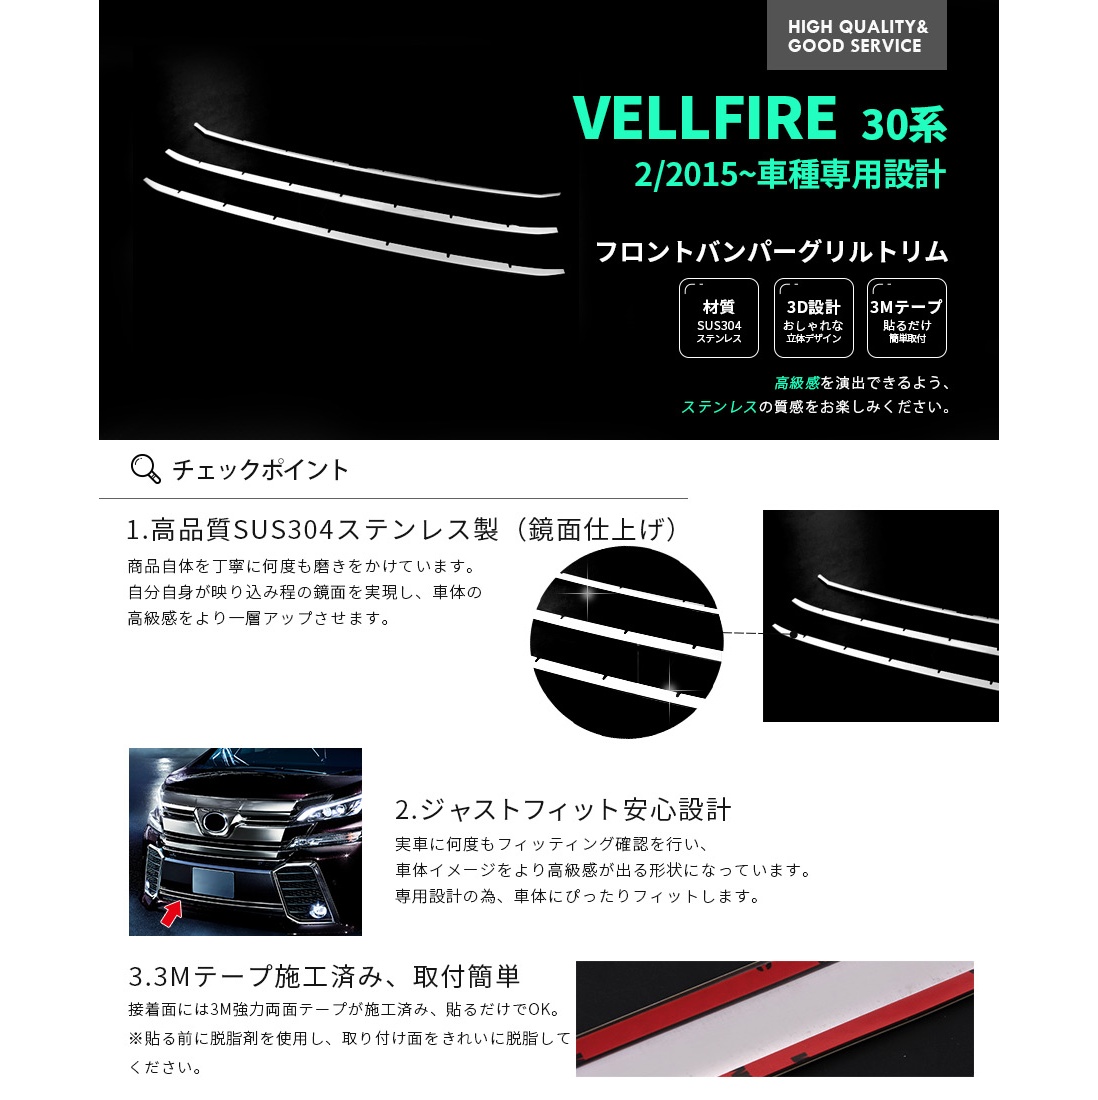 HIGH QUALITY&
GOOD SERVICE
VELLFIRE 30系
2/2015~車種専用設計
フロントバンパーグリルトリム
材質
SUS304
ステンレス
3D設計
おしゃれな
立体デザイン
3Mテープ
貼るだけ
簡単取付
高級感を演出できるよう、
ステンレスの質感をお楽しみください。
チェックポイント
1.高品質SUS304ステンレス製（鏡面仕上げ）
商品自体を丁寧に何度も磨きをかけています。
自分自身が映り込み程の鏡面を実現し、車体の
高級感をより一層アップさせます。
2.ジャストフィット安心設計
実車に何度もフィッティング確認を行い、
車体イメージをより高級感が出る形状になっています。
専用設計の為、車体にぴったりフィットします。
3.3Mテープ施工済み、取付簡単
接着面には3M強力両面テープが施工済み、貼るだけでOK。
※貼る前に脱脂剤を使用し、取り付け面をきれいに脱脂して
ください。